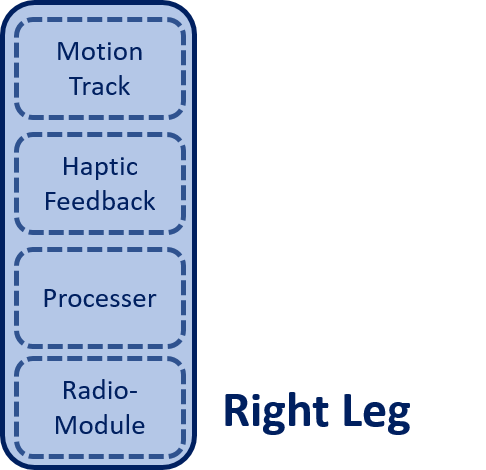 Motion
Track
Haptic
Feedback
Processer
Radio-
Module
Right Leg